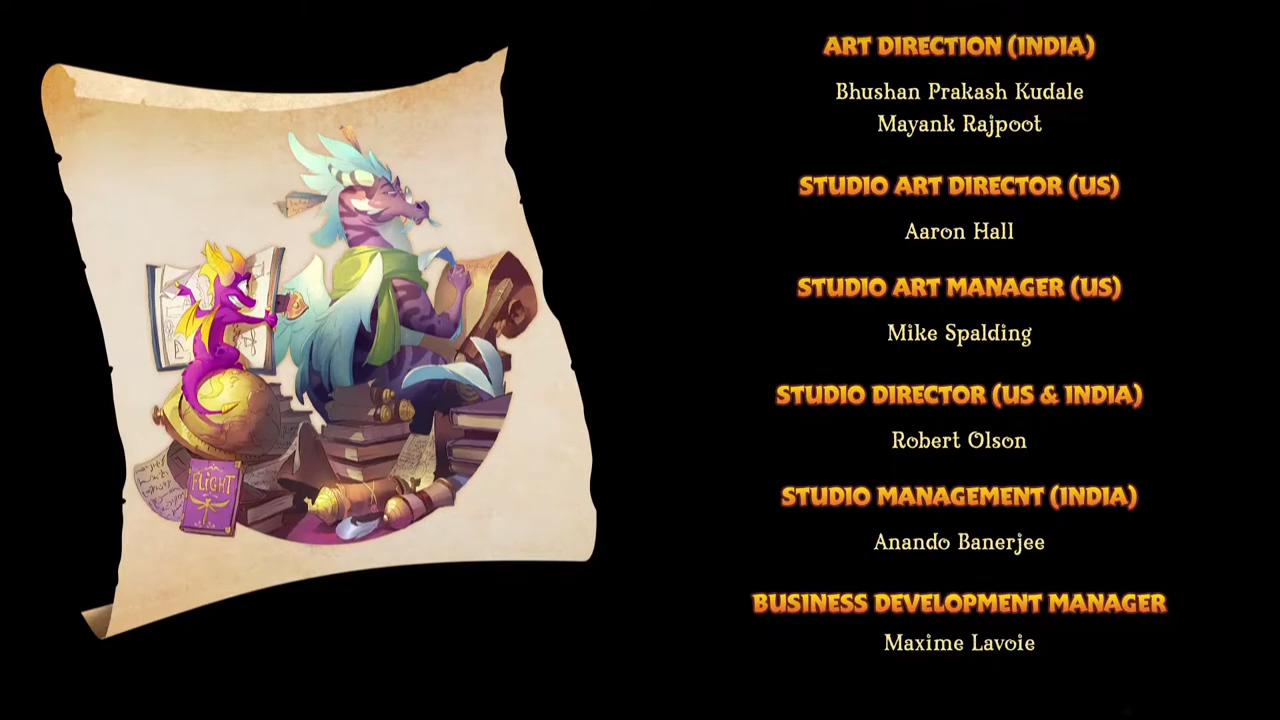 ART DIRECTION (INDIA)
Bhushan Prakash Kudale
Mayank Rajpoot
STUDIO ART DIRECTOR (US)
Aaron Hall
STUDIO ART MANAGER (US)
Mike Spalding
STUDIO DIRECTOR (US & INDIA)
Robert Olson
STUDIO MANAGEMENT (INDIA)
Anando Banerjee
BUSINESS DEVELOPMENT MANAGER
Maxime Lavoie
FLIGHT